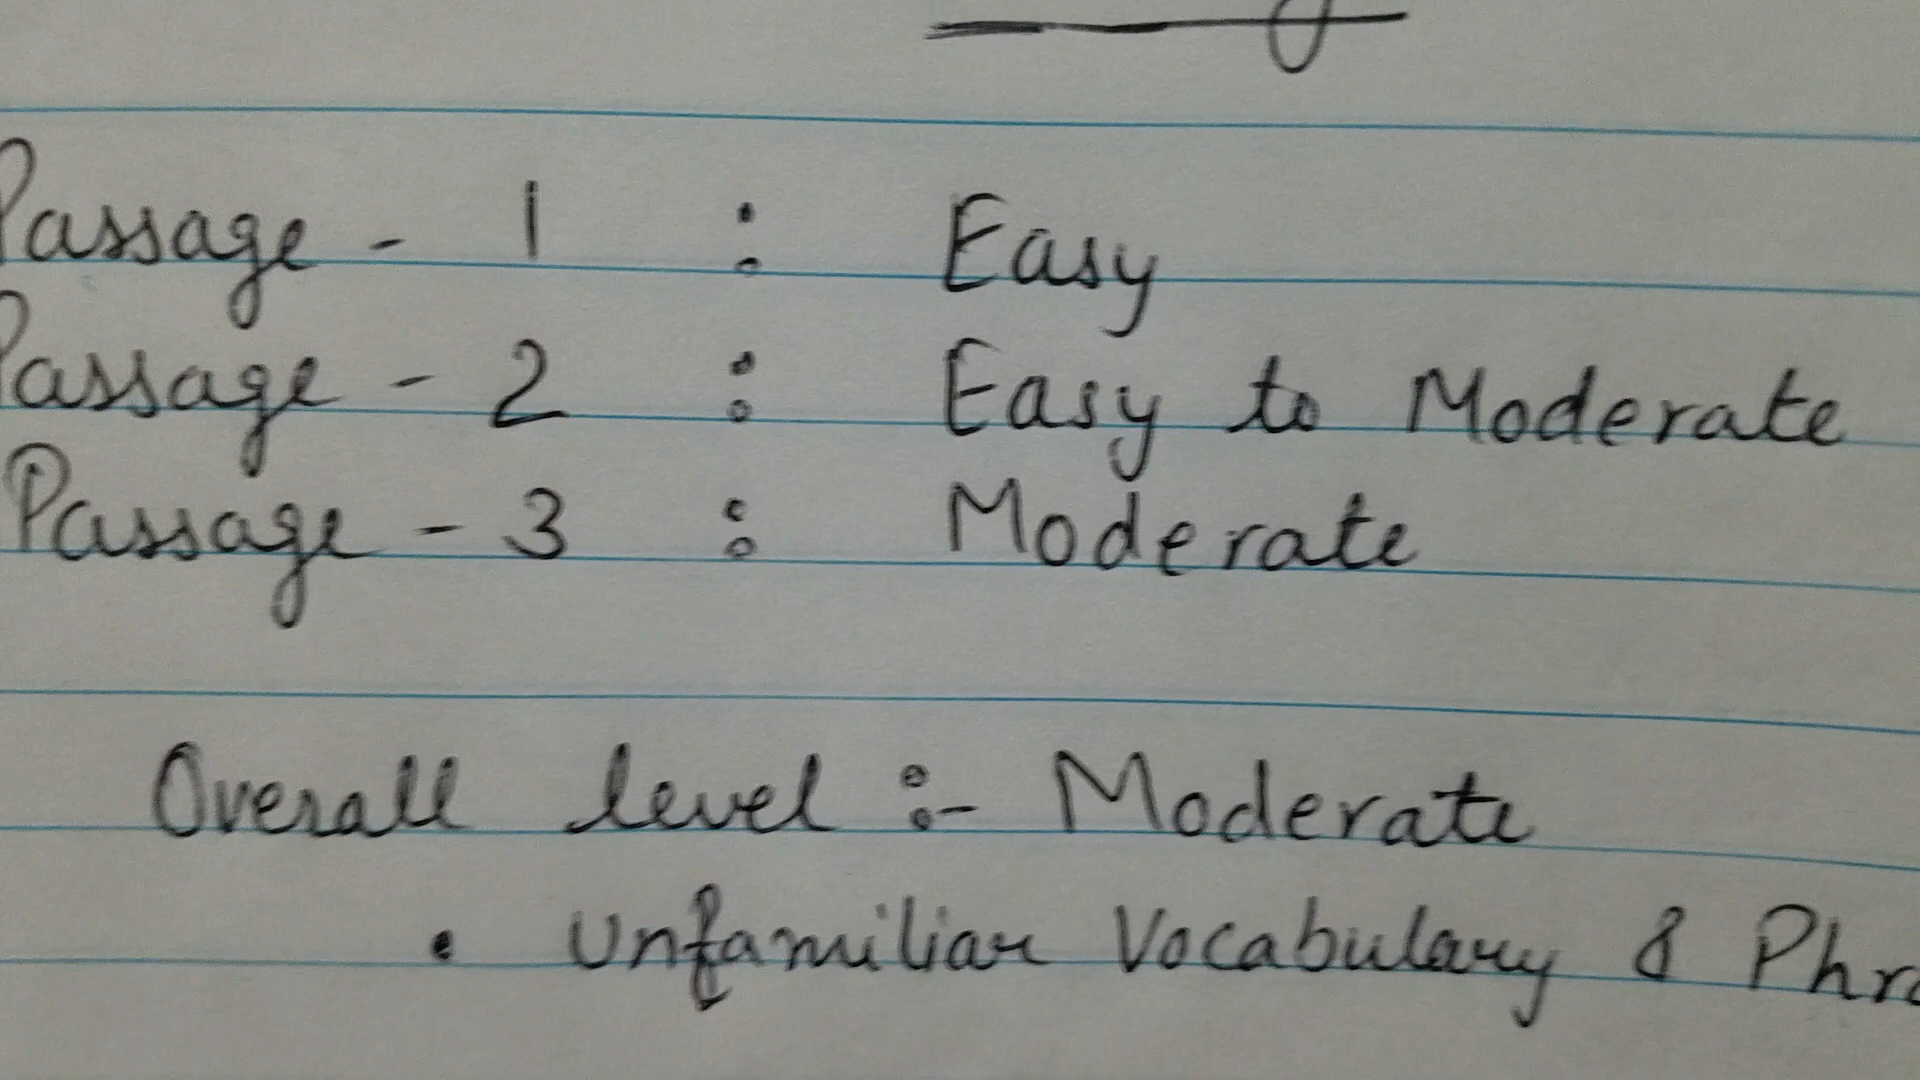 Passage - 1 : Easy
Passage - 2 : Easy to Moderate
Passage - 3 : Moderate
Overall level :- Moderate
• Unfamiliar Vocabulary &